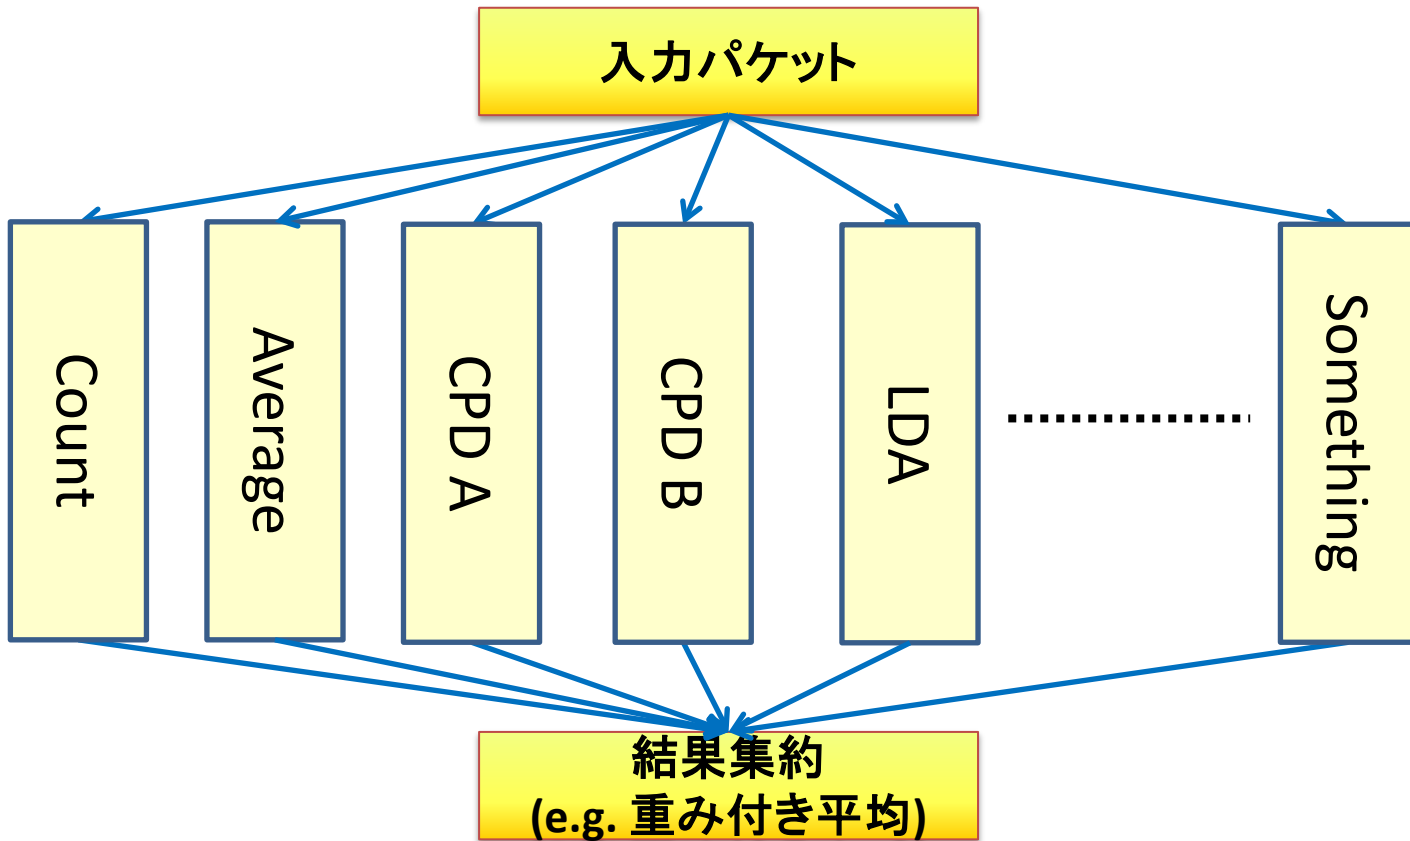 入力パケット
Count
Average
CPD A
CPD B
LDA
Something
結果集約
(e.g. 重み付き平均)